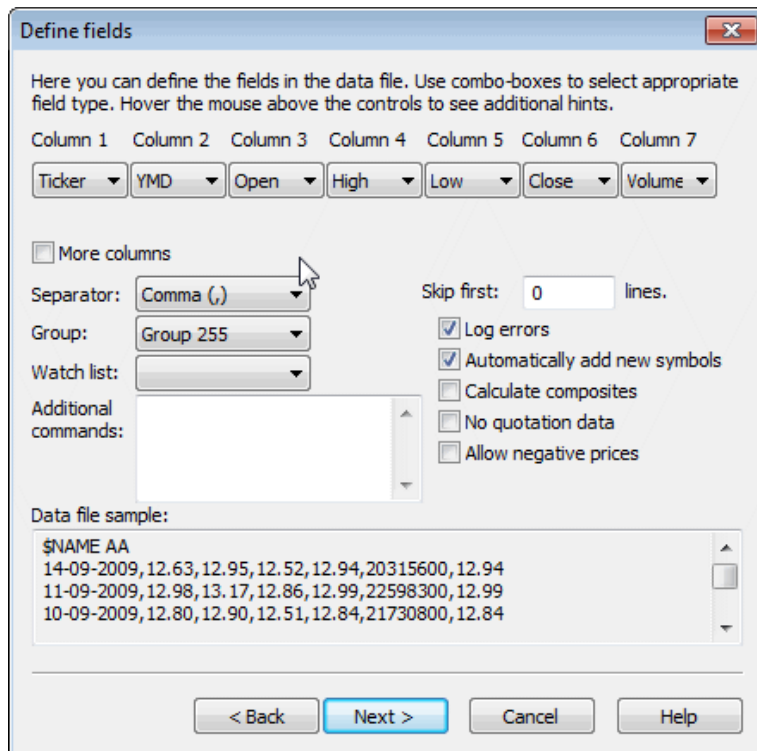 Define fields
Here you can define the fields in the data file. Use combo-boxes to select appropriate
field type. Hover the mouse above the controls to see additional hints.
Column 1 Column 2 Column 3 Column 4 Column 5 Column 6 Column 7
Ticker YMD Open High Low Close Volume
More columns
Separator: Comma (,) Skip first: 0 lines.
Group: Group 255 Log errors
Watch list: Automatically add new symbols
Additional
commands:
Calculate composites
No quotation data
Allow negative prices
Data file sample:
$NAME AA
14-09-2009,12.63,12.95,12.52,12.94,20315600,12.94
11-09-2009,12.98,13.17,12.86,12.99,22598300,12.99
10-09-2009,12.80,12.90,12.51,12.84,21730800,12.84
< Back Next > Cancel Help